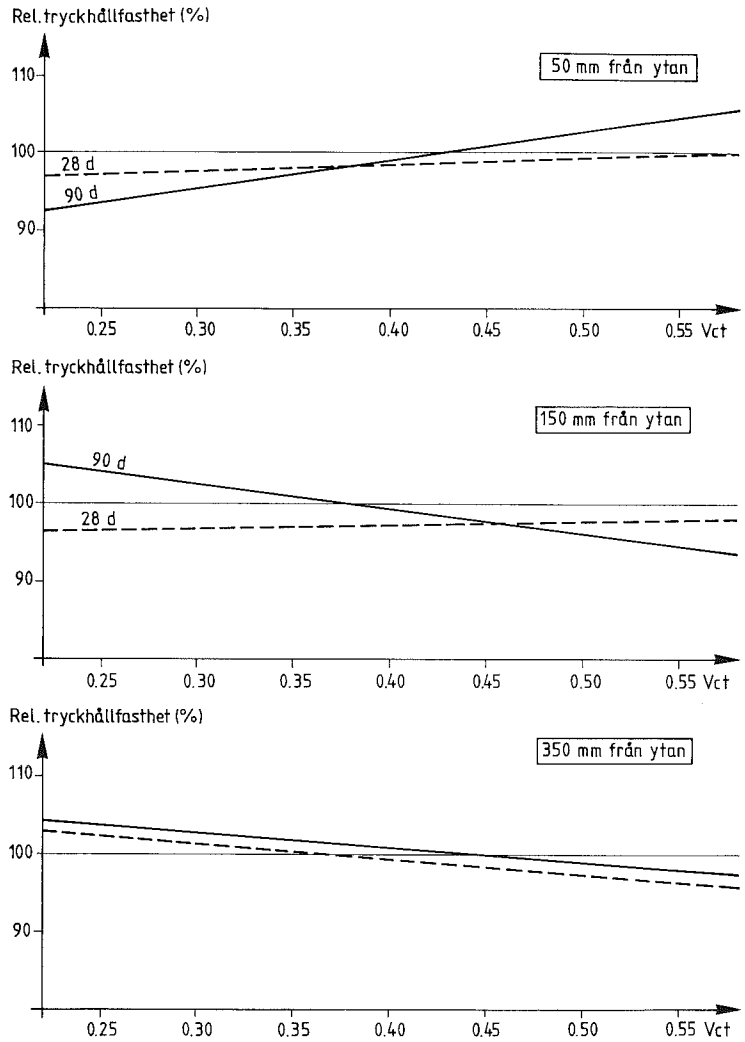 Rel. tryckhållfasthet (%)
50 mm från ytan
110
100
28 d
90 d
90
0.25 0.30 0.35 0.40 0.45 0.50 0.55 Vct
Rel. tryckhållfasthet (%)
150 mm från ytan
110
90 d
100
28 d
90
0.25 0.30 0.35 0.40 0.45 0.50 0.55 Vct
Rel. tryckhållfasthet (%)
350 mm från ytan
110
100
90
0.25 0.30 0.35 0.40 0.45 0.50 0.55 Vct